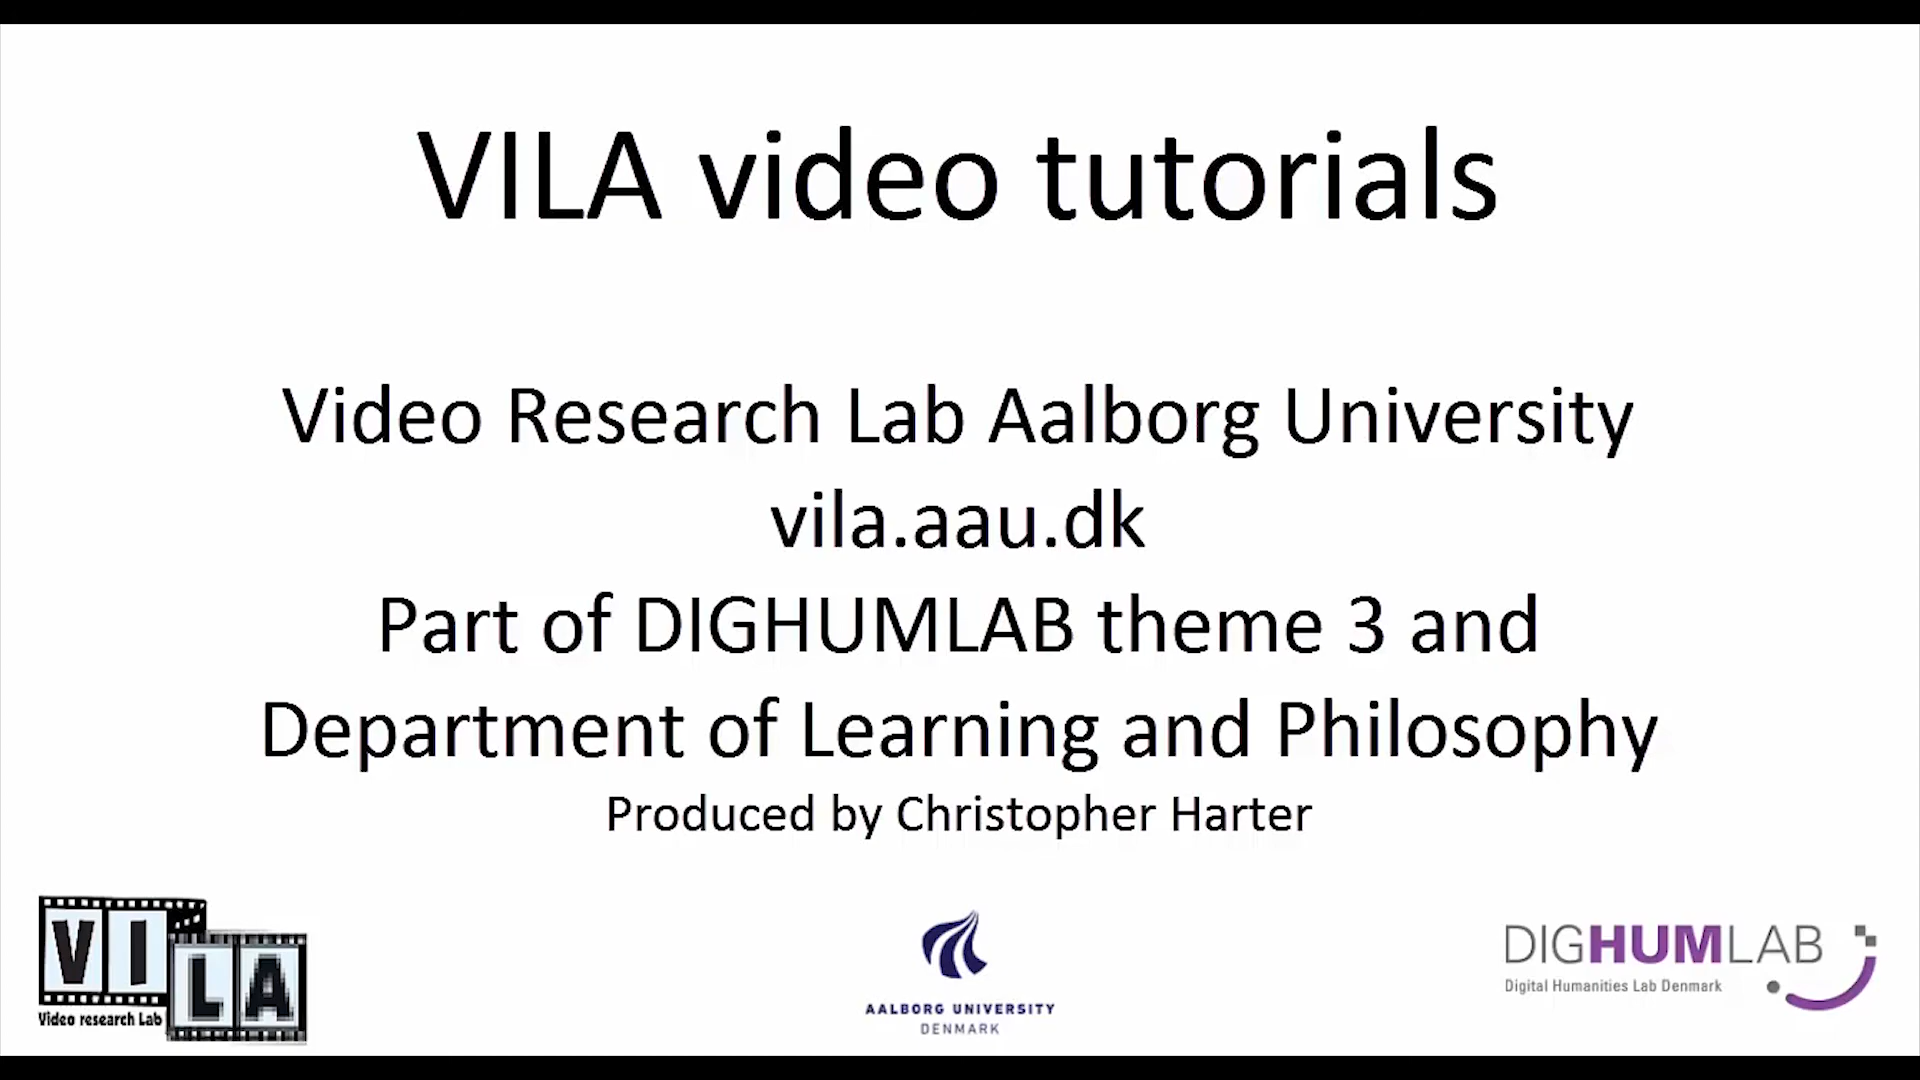 VILA video tutorials
Video Research Lab Aalborg University
vila.aau.dk
Part of DIGHUMLAB theme 3 and
Department of Learning and Philosophy
Produced by Christopher Harter
VI
LA
Video research Lab
AALBORG UNIVERSITY
DENMARK
DIGHUMLAB
Digital Humanities Lab Denmark